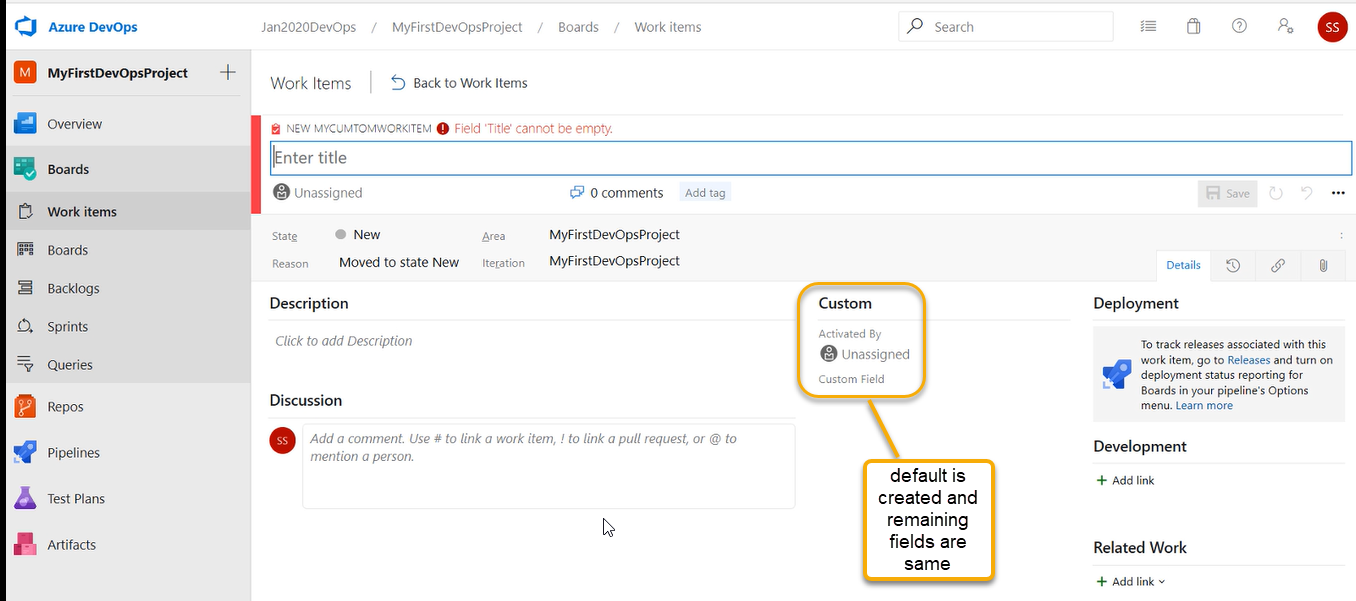 Azure DevOps
Jan2020DevOps / MyFirstDevOpsProject / Boards / Work items
Search
SS
M MyFirstDevOpsProject
Overview
Boards
Work items
Boards
Backlogs
Sprints
Queries
Repos
Pipelines
Test Plans
Artifacts
Work Items
Back to Work Items
NEW MYCUMTOMWORKITEM ! Field 'Title' cannot be empty.
Enter title
Unassigned
0 comments
Add tag
Save
State
New
Area
MyFirstDevOpsProject
Reason
Moved to state New
Iteration
MyFirstDevOpsProject
Details
Description
Click to add Description
Discussion
SS
Add a comment. Use # to link a work item, ! to link a pull request, or @ to
mention a person.
Custom
Activated By
Unassigned
Custom Field
default is
created and
remaining
fields are
same
Deployment
To track releases associated with this
work item, go to Releases and turn on
deployment status reporting for
Boards in your pipeline's Options
menu. Learn more
Development
+ Add link
Related Work
+ Add link